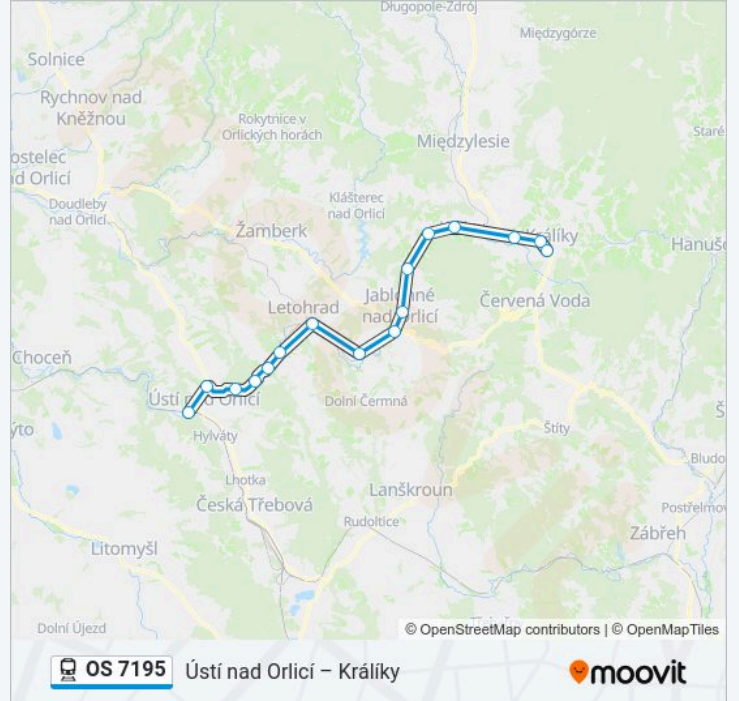 Długopole-Zdrój
Międzygórze
Solnice
Rychnov nad
Kněžnou
Rokytnice v
Orlických horách
Międzylesie
Staré
ostelec
ad Orlicí
Doudleby
nad Orlicí
Klášterec
nad Orlicí
Žamberk
Králíky
Hanušo
Letohrad
Jablonné
nad Orlicí
Červená Voda
Choceň
Ústí nad Orlicí
Dolní Čermná
ýto
Hylváty
Štíty
Š
Bludo
Lhotka
Lanškroun
Česká Třebová
Rudoltice
Postřelmov
Zábřeh
Litomyšl
Dolní Újezd
© OpenStreetMap contributors | © OpenMapTiles
OS 7195 Ústí nad Orlicí – Králíky
moovit